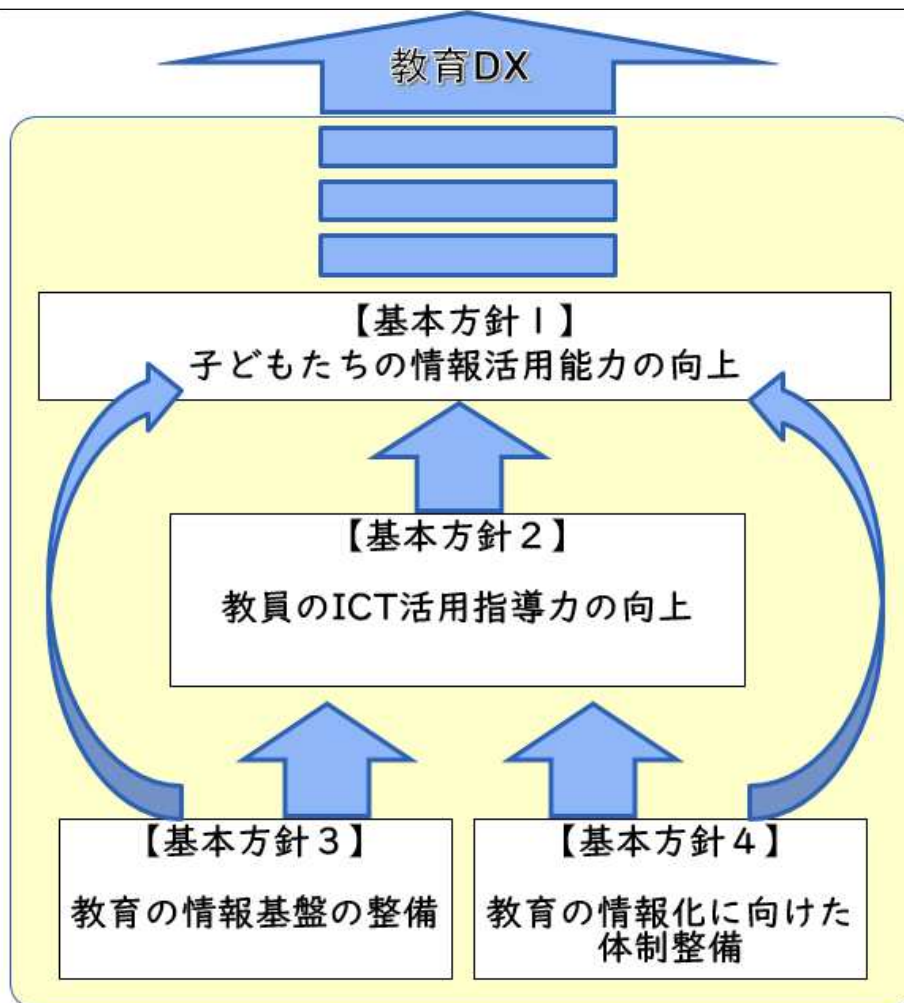 教育DX
【基本方針1】
子どもたちの情報活用能力の向上
【基本方針2】
教員のICT活用指導力の向上
【基本方針3】
教育の情報基盤の整備
【基本方針4】
教育の情報化に向けた
体制整備